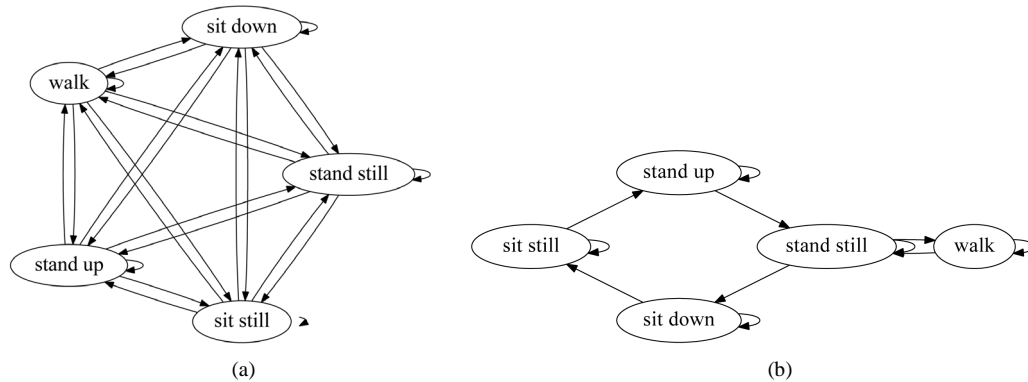 sit down
walk
stand still
stand up
sit still
(a)
stand up
sit still
stand still
walk
sit down
(b)